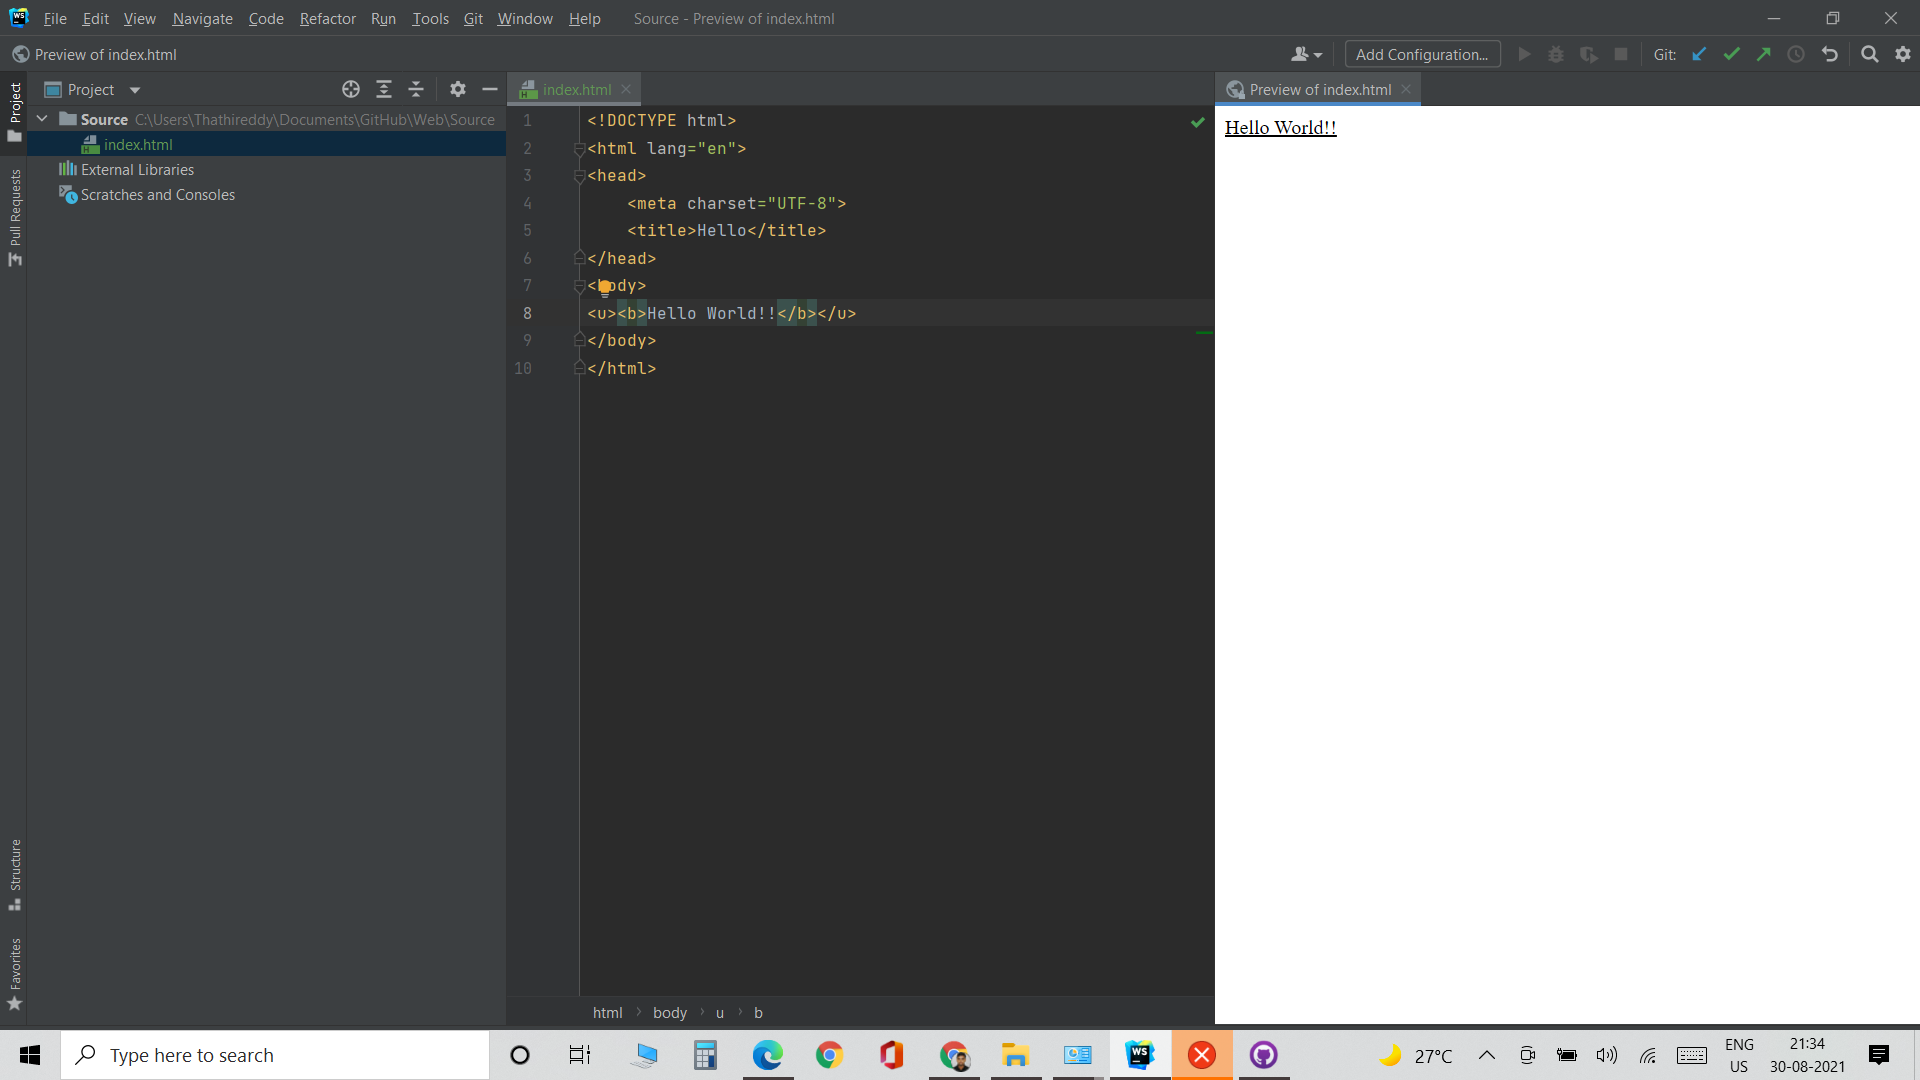 File Edit View Navigate Code Refactor Run Tools Git Window Help Source - Preview of index.html
Preview of index.html
Add Configuration...
Git:
Project
Pull Requests
Structure
Favorites
Project
Source C:\Users\Thathireddy\Documents\GitHub\Web\Source
index.html
External Libraries
Scratches and Consoles
index.html
1 <!DOCTYPE html>
2 <html lang="en">
3 <head>
4 <meta charset="UTF-8">
5 <title>Hello</title>
6 </head>
7 <body>
8 <u><b>Hello World!!</b></u>
9 </body>
10 </html>
html body u b
Preview of index.html
Hello World!!
Type here to search
WS
27°C
ENG
US
21:34
30-08-2021